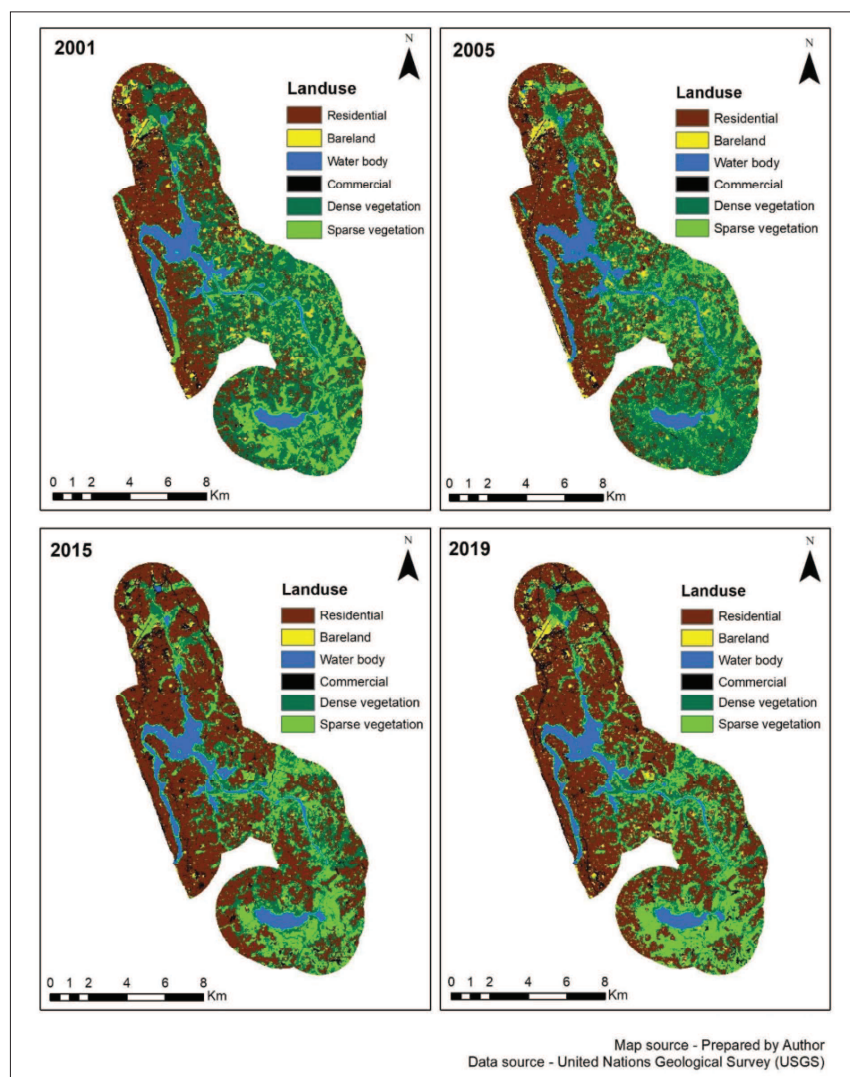 2001
N
Landuse
Residential
Bareland
Water body
Commercial
Dense vegetation
Sparse vegetation
0 1 2 4 6 8
Km
2005
N
Landuse
Residential
Bareland
Water body
Commercial
Dense vegetation
Sparse vegetation
0 1 2 4 6 8
Km
2015
N
Landuse
Residential
Bareland
Water body
Commercial
Dense vegetation
Sparse vegetation
0 1 2 4 6 8
Km
2019
N
Landuse
Residential
Bareland
Water body
Commercial
Dense vegetation
Sparse vegetation
0 1 2 4 6 8
Km
Map source - Prepared by Author
Data source - United Nations Geological Survey (USGS)